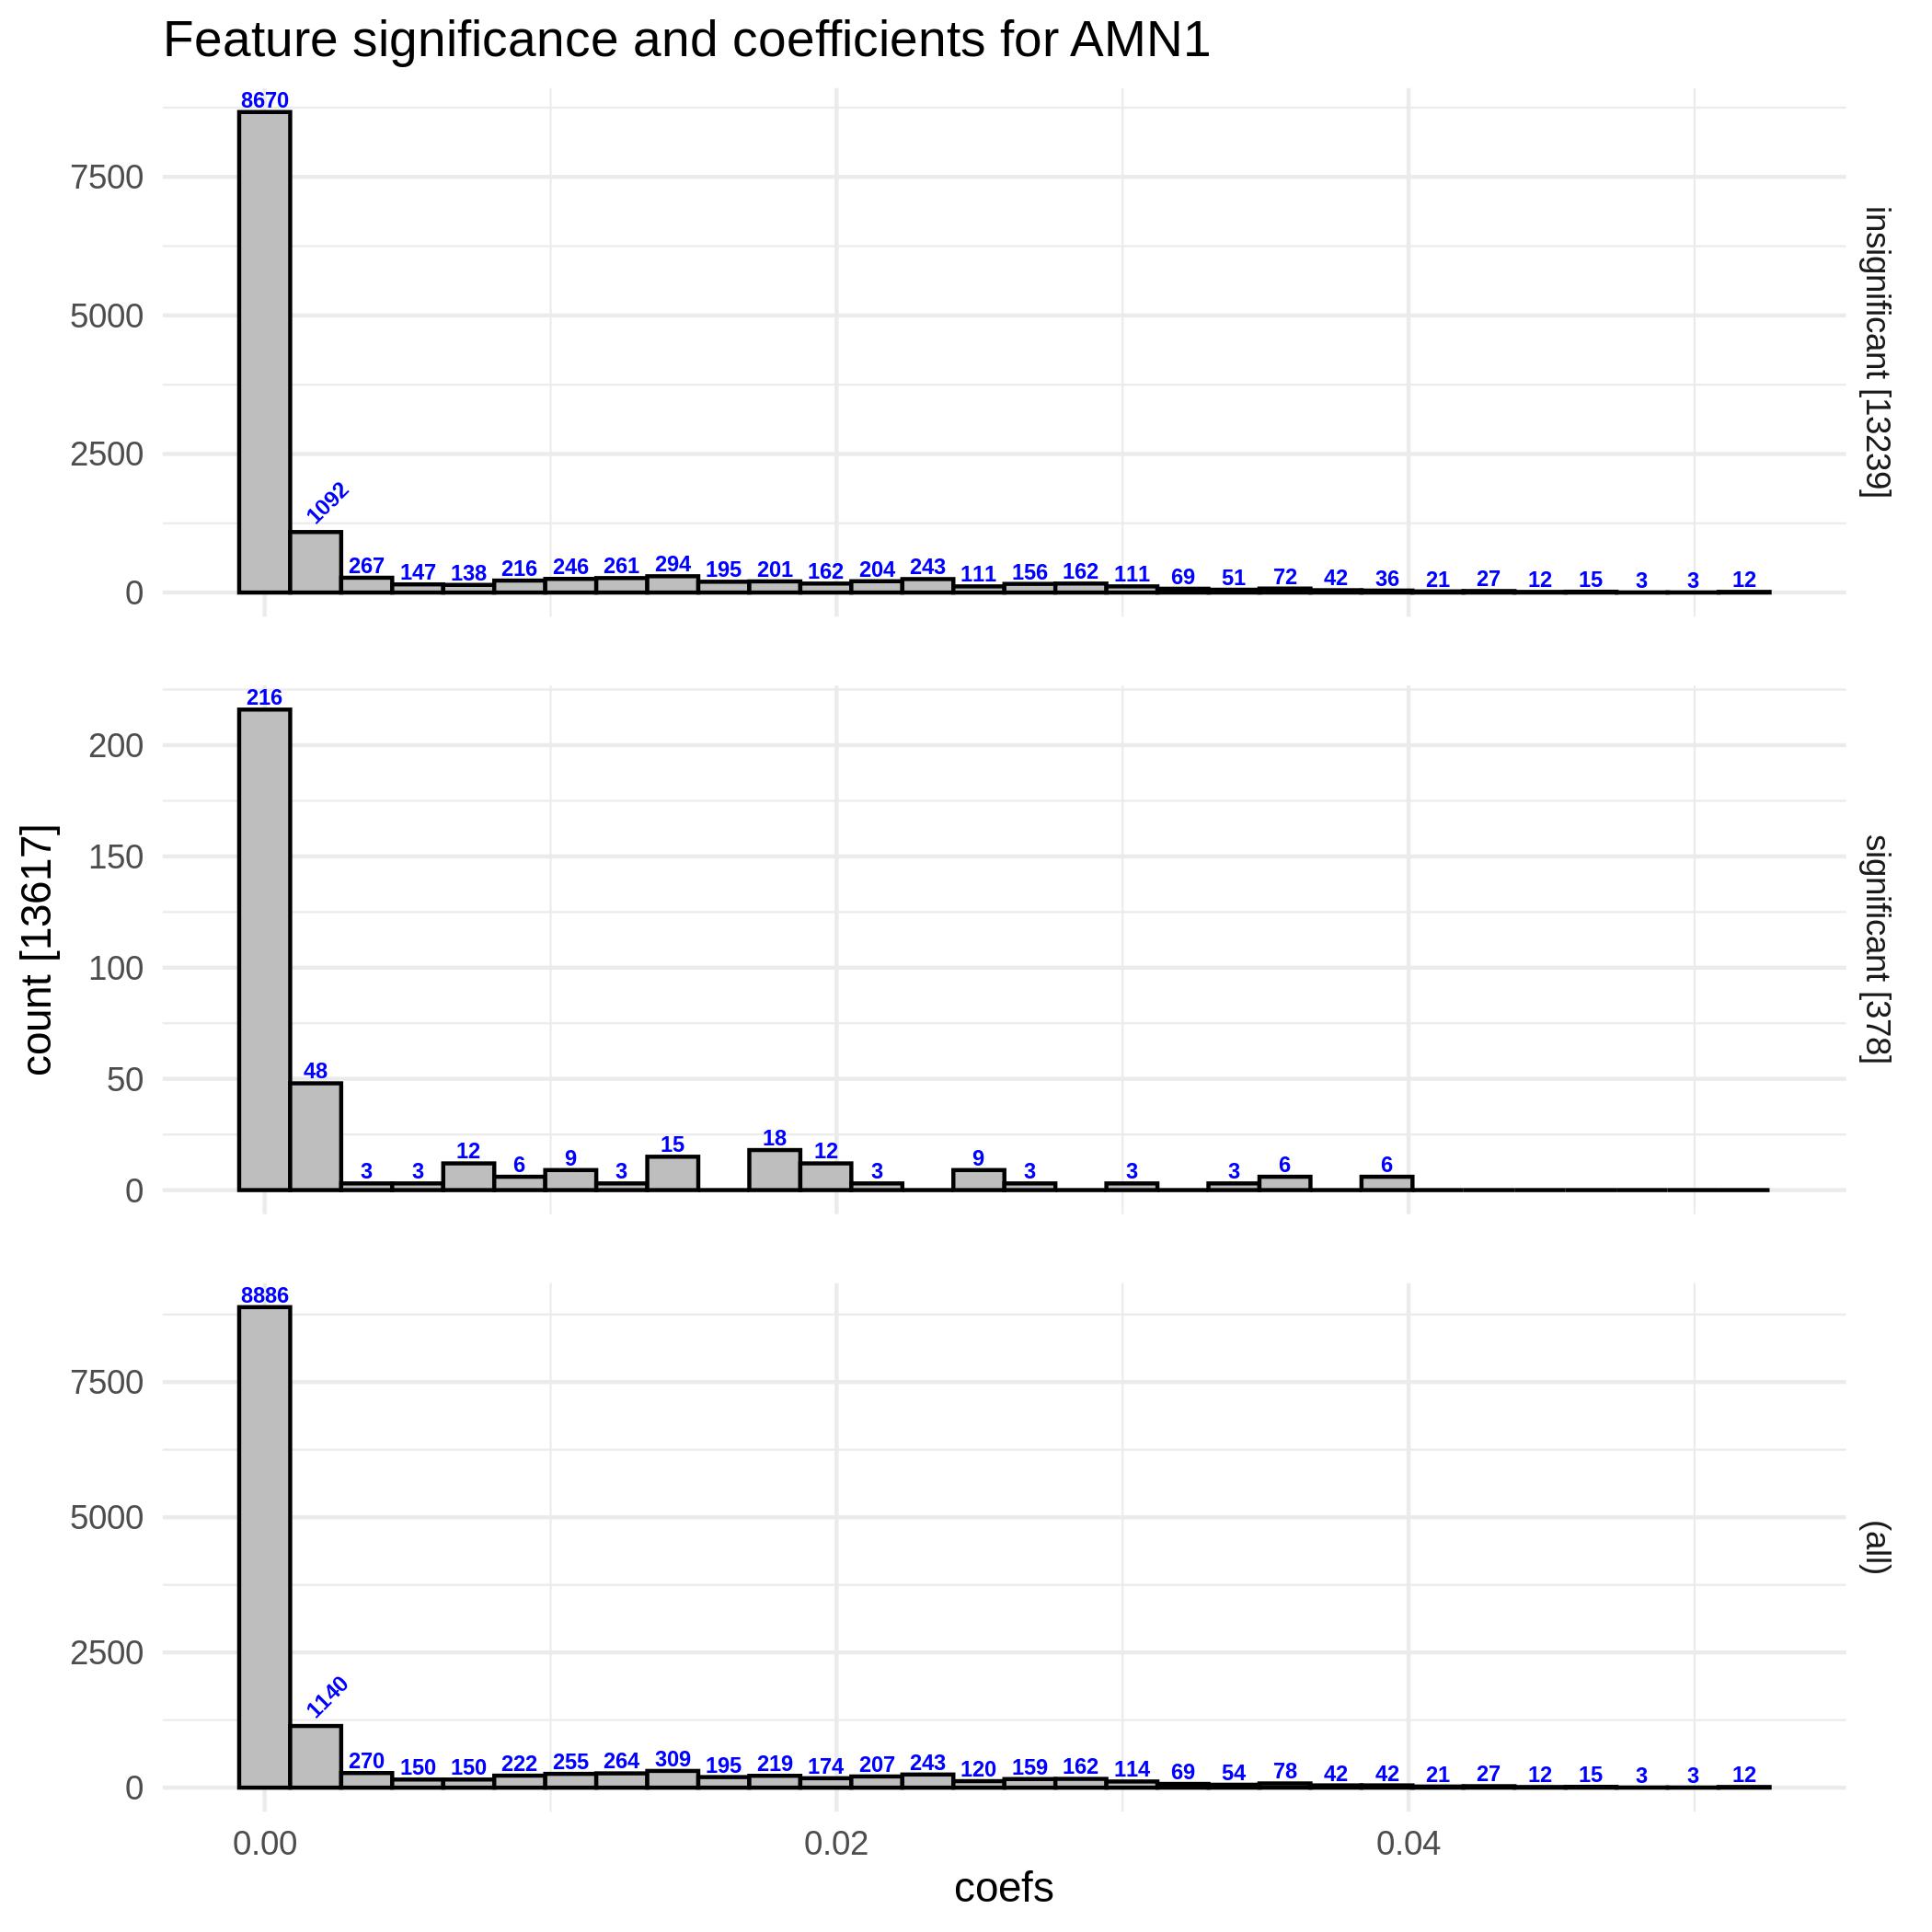 Feature significance and coefficients for AMN1
count [13617]
8670
7500
5000
2500
0
1092
267 147 138 216 246 261 294 195 201 162 204 243 111 156 162 111 69 51 72 42 36 21 27 12 15 3 3 12
insignificant [13239]
216
200
150
100
50
0
48
3 3 12 6 9 3 15 18 12 3 9 3 3 3 6 6
significant [378]
8886
7500
5000
2500
0
1140
270 150 150 222 255 264 309 195 219 174 207 243 120 159 162 114 69 54 78 42 42 21 27 12 15 3 3 12
(all)
0.00 0.02 0.04
coefs